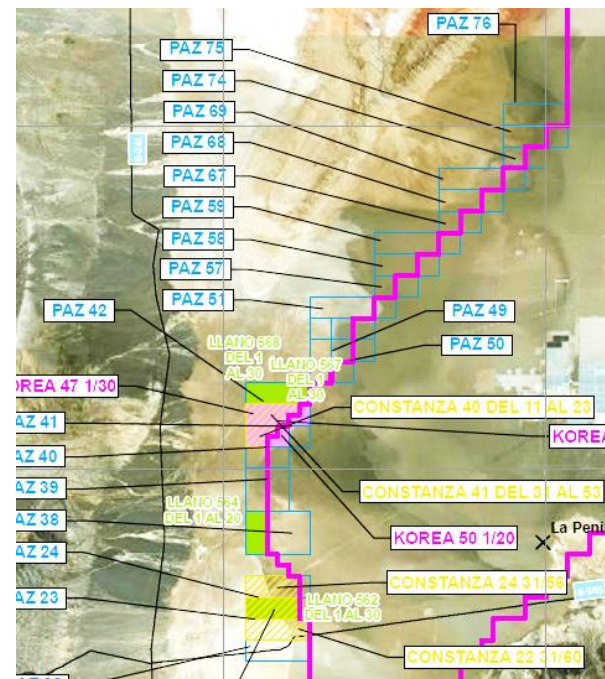 PAZ 76
PAZ 75
PAZ 74
PAZ 69
PAZ 68
PAZ 67
PAZ 59
PAZ 58
PAZ 57
PAZ 51
PAZ 42
PAZ 49
PAZ 50
LLANO 568
DEL 1
AL 30
LLANO 567
DEL 1
AL 30
OREA 47 1/30
CONSTANZA 40 DEL 11 AL 23
AZ 41
KOREA
AZ 40
AZ 39
CONSTANZA 41 DEL 31 AL 53
LLANO 564
DEL 1 AL 20
AZ 38
KOREA 50 1/20
La Peni
AZ 24
CONSTANZA 24 31/56
AZ 23
LLANO 562
DEL 1 AL 30
CONSTANZA 22 31/60